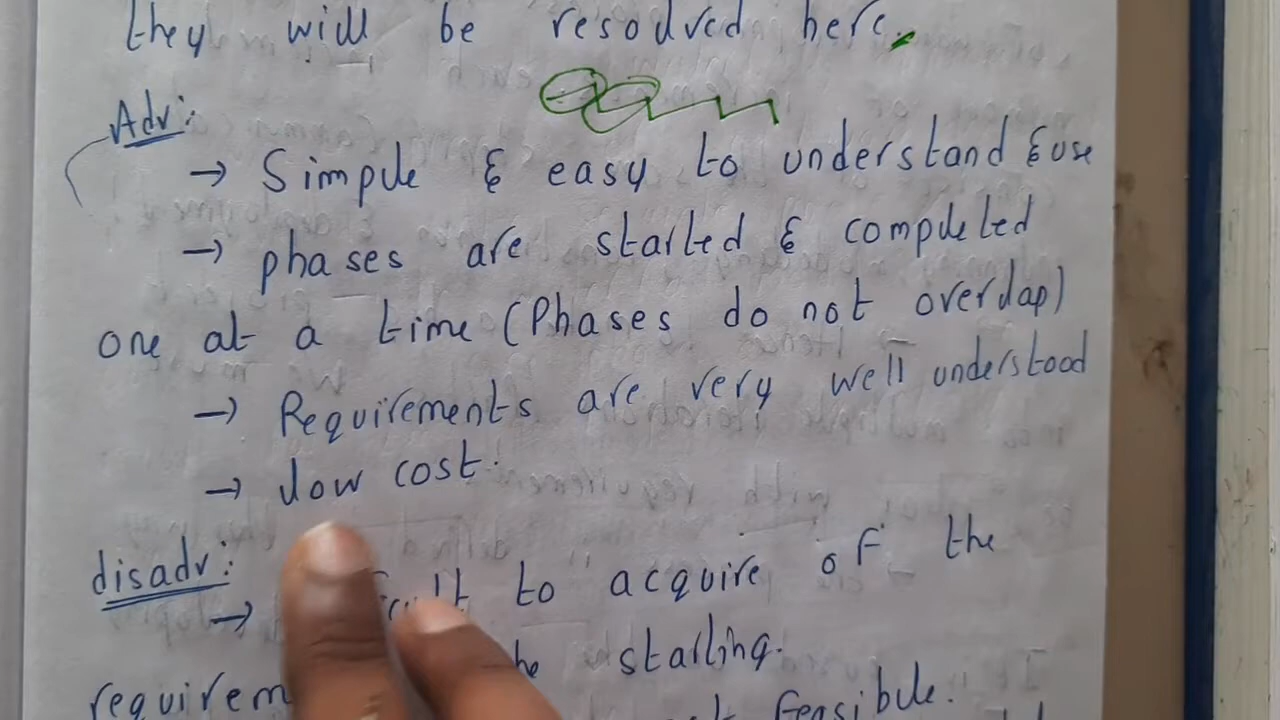 they will be resolved here.
Adv:
→ Simple & easy to understand & use
→ phases are started & completed
one at a time (Phases do not overlap)
→ Requirements are very well understood
→ low cost.
disadv:
→ to acquire of the
starting.
feasible.